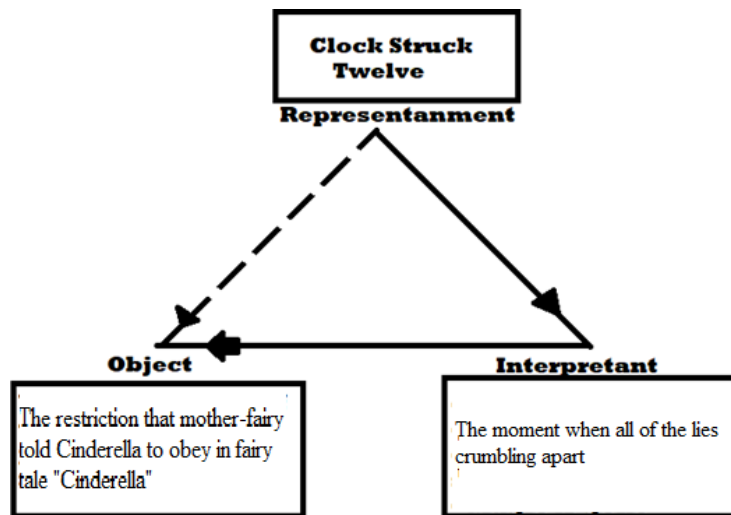 Clock Struck
Twelve
Representanment
Object
Interpretant
The restriction that mother-fairy
told Cinderella to obey in fairy
tale "Cinderella"
The moment when all of the lies
crumbling apart